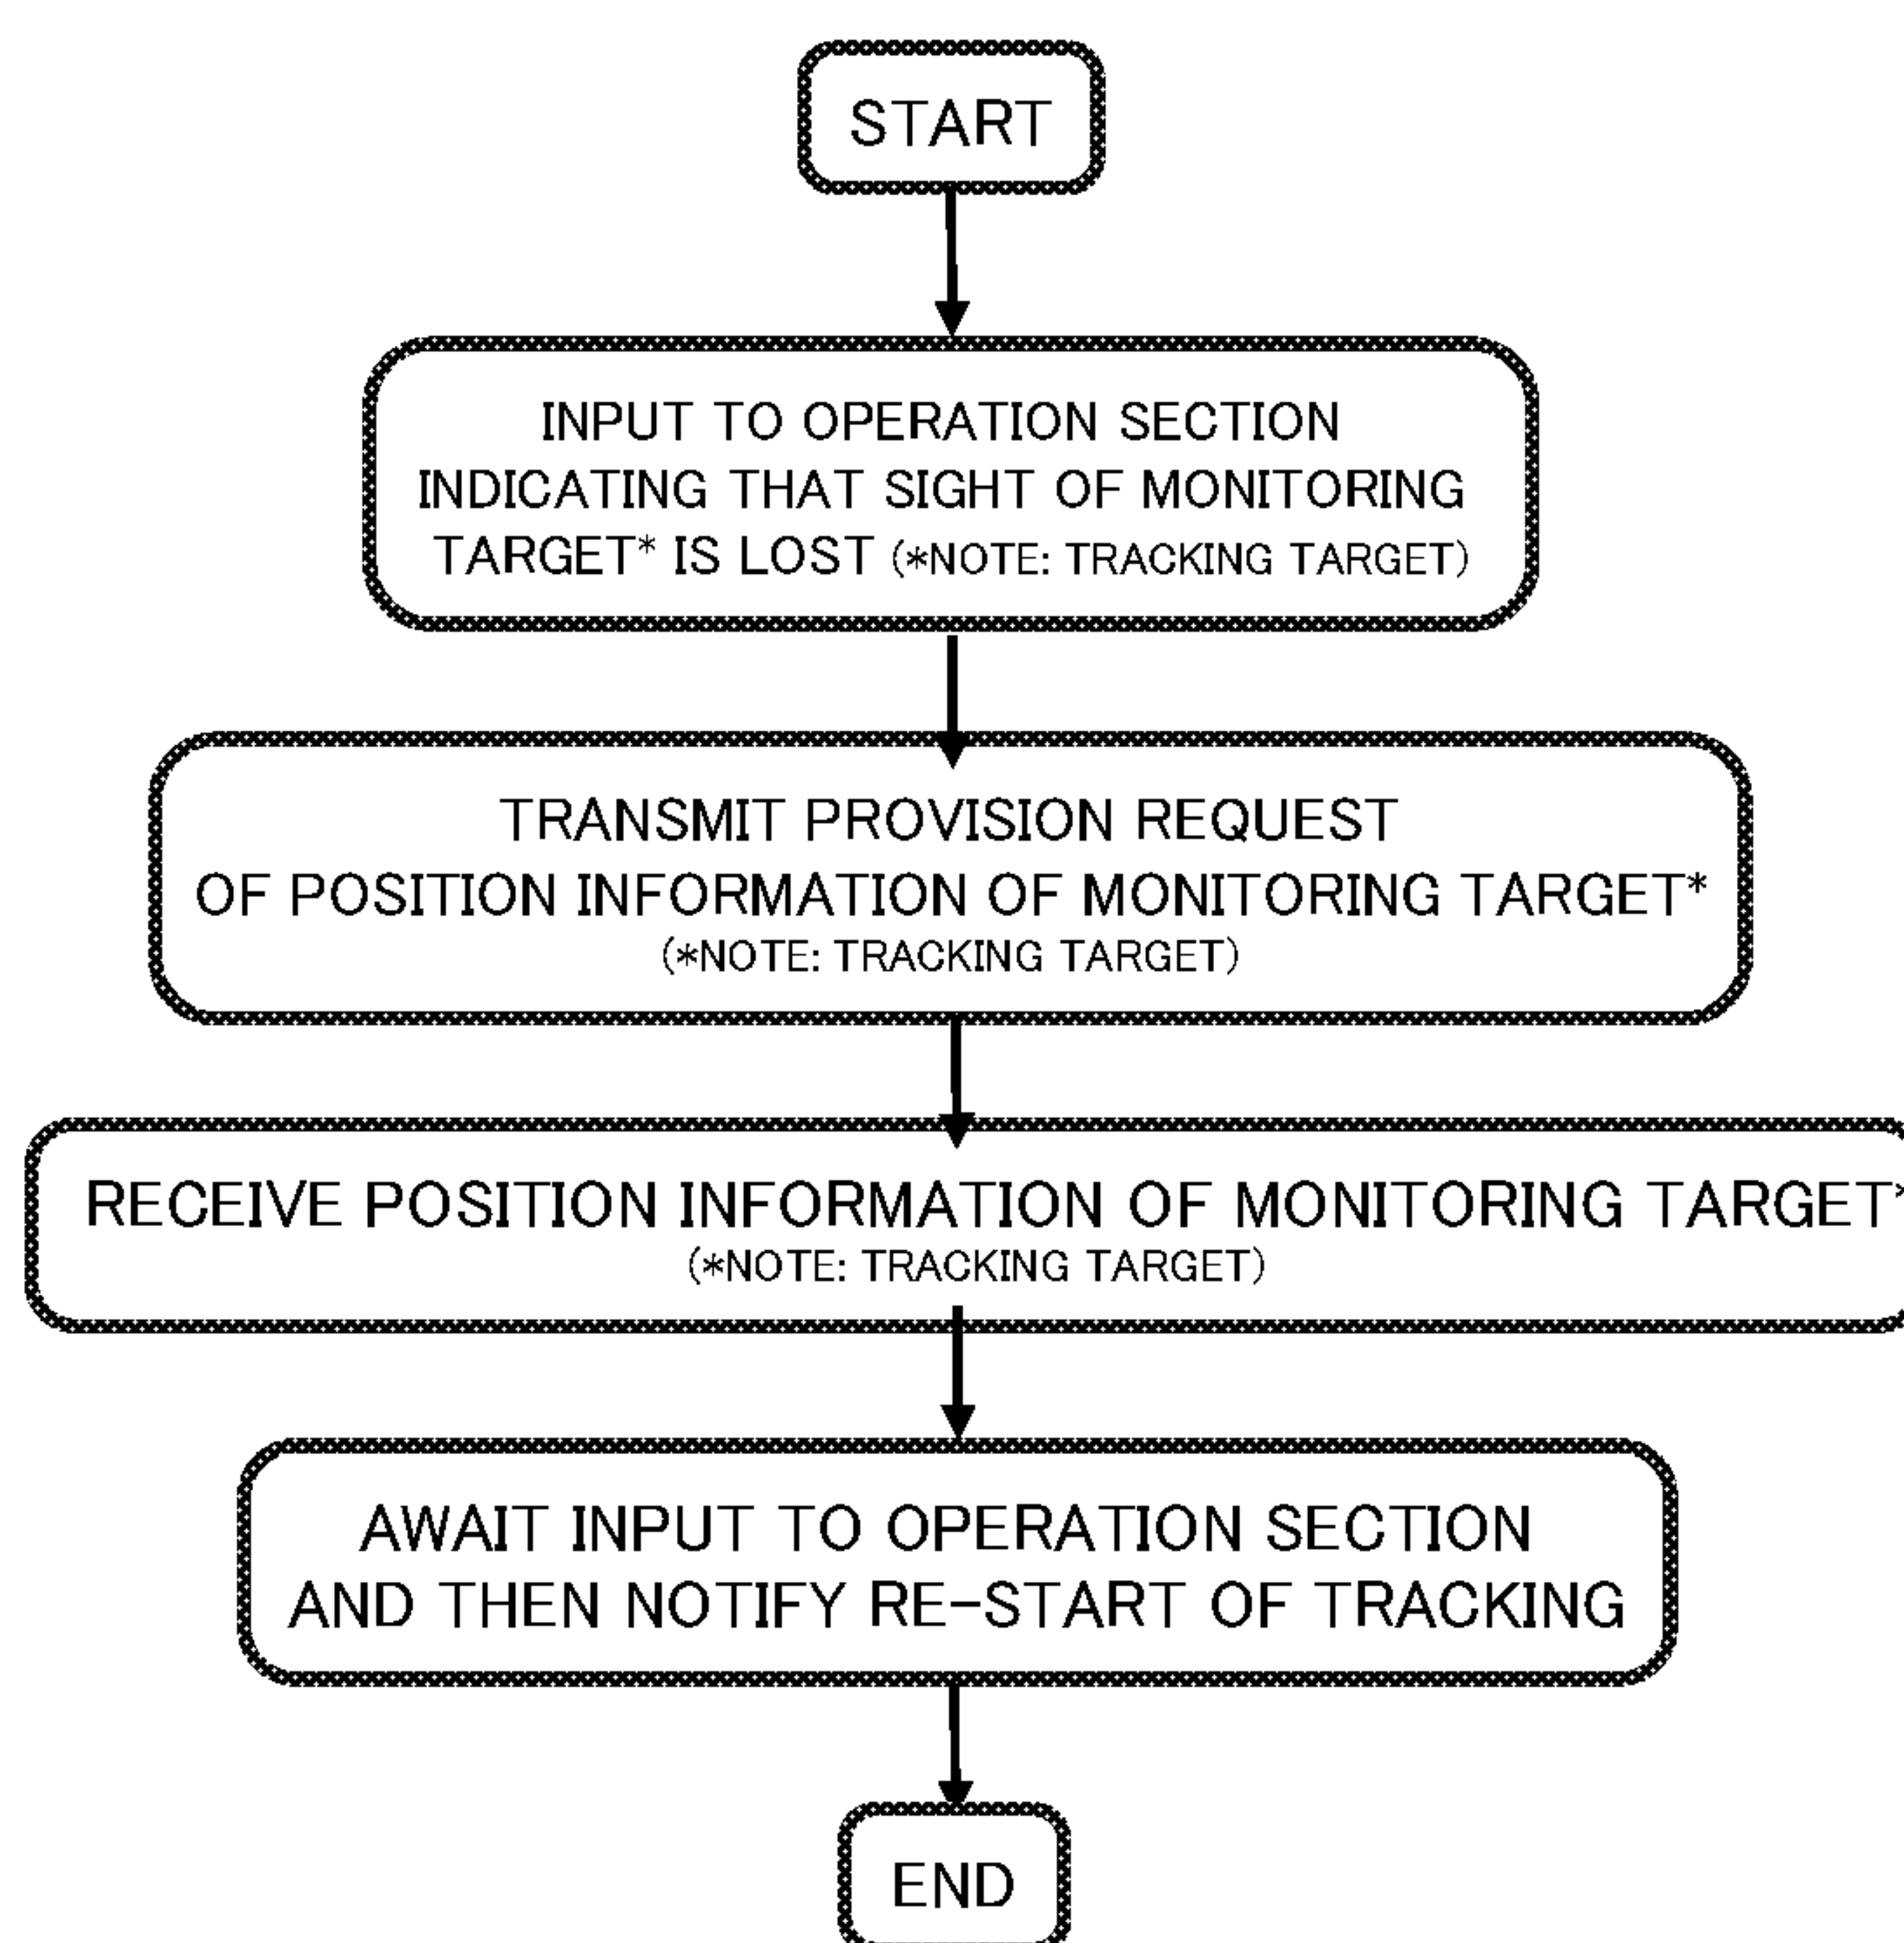 START
INPUT TO OPERATION SECTION
INDICATING THAT SIGHT OF MONITORING
TARGET* IS LOST (*NOTE: TRACKING TARGET)
TRANSMIT PROVISION REQUEST
OF POSITION INFORMATION OF MONITORING TARGET*
(*NOTE: TRACKING TARGET)
RECEIVE POSITION INFORMATION OF MONITORING TARGET*
(*NOTE: TRACKING TARGET)
AWAIT INPUT TO OPERATION SECTION
AND THEN NOTIFY RE-START OF TRACKING
END